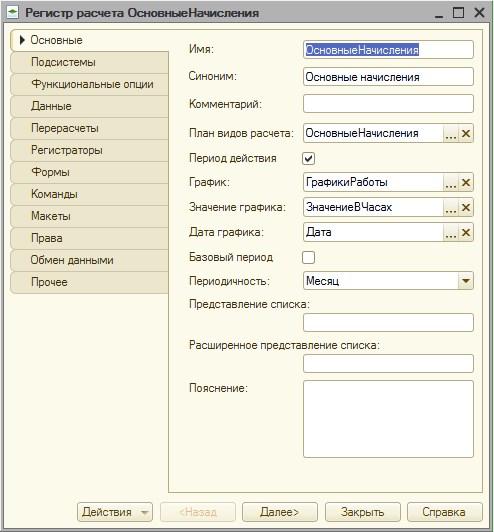 Регистр расчета ОсновныеНачисления
Основные
Подсистемы
Функциональные опции
Данные
Перерасчеты
Регистраторы
Формы
Команды
Макеты
Права
Обмен данными
Прочее
Имя: ОсновныеНачисления
Синоним: Основные начисления
Комментарий:
План видов расчета: ОсновныеНачисления ...
Период действия
График: ГрафикиРаботы ...
Значение графика: ЗначениеВЧасах ...
Дата графика: Дата ...
Базовый период
Периодичность: Месяц
Представление списка:
Расширенное представление списка:
Пояснение:
Действия <Назад Далее> Закрыть Справка